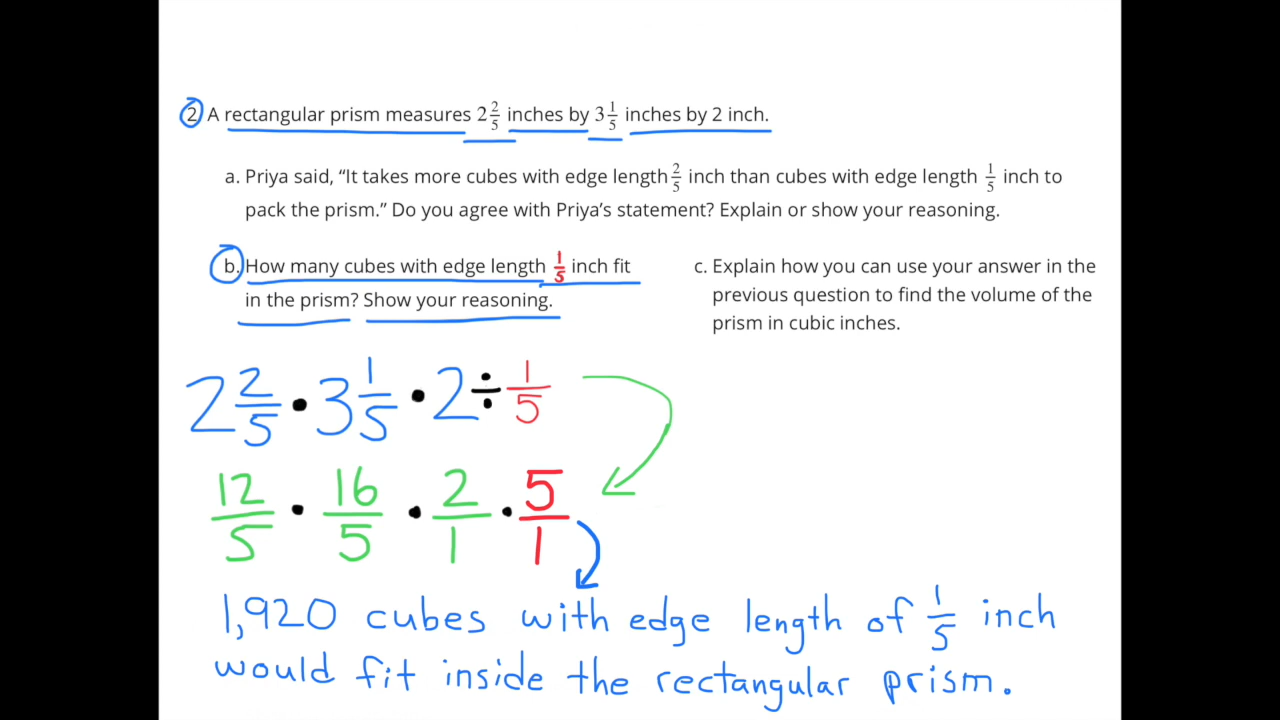 2. A rectangular prism measures 2 2/5 inches by 3 1/5 inches by 2 inch.
a. Priya said, “It takes more cubes with edge length 2/5 inch than cubes with edge length 1/5 inch to
pack the prism.” Do you agree with Priya’s statement? Explain or show your reasoning.
b. How many cubes with edge length 1/5 inch fit
in the prism? Show your reasoning.
c. Explain how you can use your answer in the
previous question to find the volume of the
prism in cubic inches.
2 2/5 • 3 1/5 • 2 ÷ 1/5
12/5 • 16/5 • 2/1 • 5/1
1,920 cubes with edge length of 1/5 inch
would fit inside the rectangular prism.